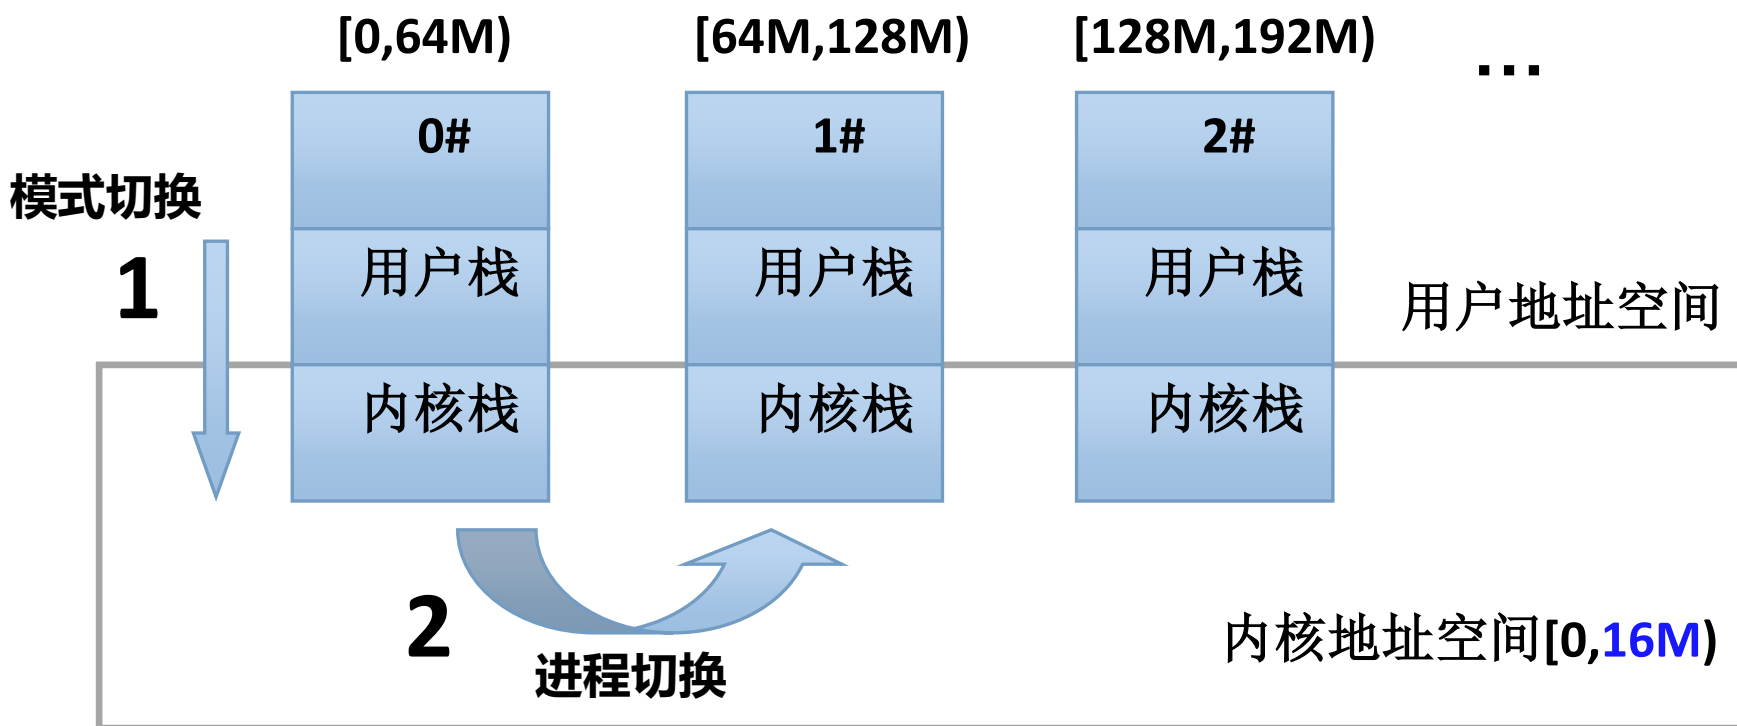 [0,64M) [64M,128M) [128M,192M) ...
0# 1# 2#
模式切换
1
用户栈 用户栈 用户栈
用户地址空间
内核栈 内核栈 内核栈
2
进程切换
内核地址空间[0,16M)